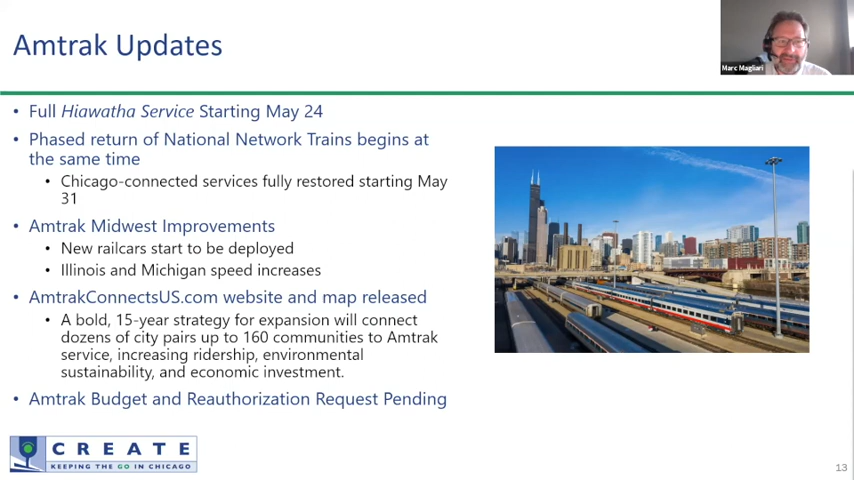 Amtrak Updates
Marc Magliari
• Full Hiawatha Service Starting May 24
• Phased return of National Network Trains begins at
the same time
• Chicago-connected services fully restored starting May
31
• Amtrak Midwest Improvements
• New railcars start to be deployed
• Illinois and Michigan speed increases
• AmtrakConnectsUS.com website and map released
• A bold, 15-year strategy for expansion will connect
dozens of city pairs up to 160 communities to Amtrak
service, increasing ridership, environmental
sustainability, and economic investment.
• Amtrak Budget and Reauthorization Request Pending
CREATE
KEEPING THE GO IN CHICAGO
13